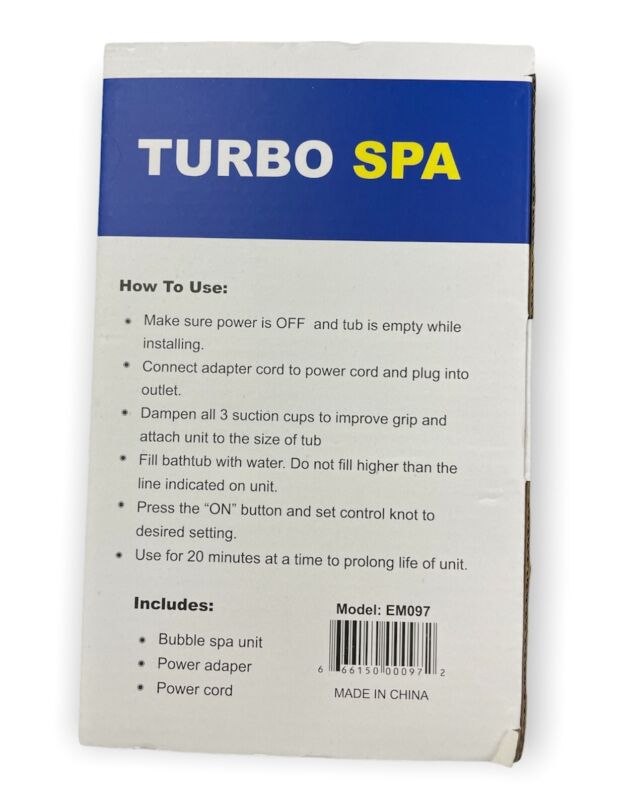 TURBO SPA
How To Use:
• Make sure power is OFF and tub is empty while
installing.
• Connect adapter cord to power cord and plug into
outlet.
• Dampen all 3 suction cups to improve grip and
attach unit to the size of tub
• Fill bathtub with water. Do not fill higher than the
line indicated on unit.
• Press the “ON” button and set control knot to
desired setting.
• Use for 20 minutes at a time to prolong life of unit.
Includes:
• Bubble spa unit
• Power adaper
• Power cord
Model: EM097
6 66150 00097 2
MADE IN CHINA